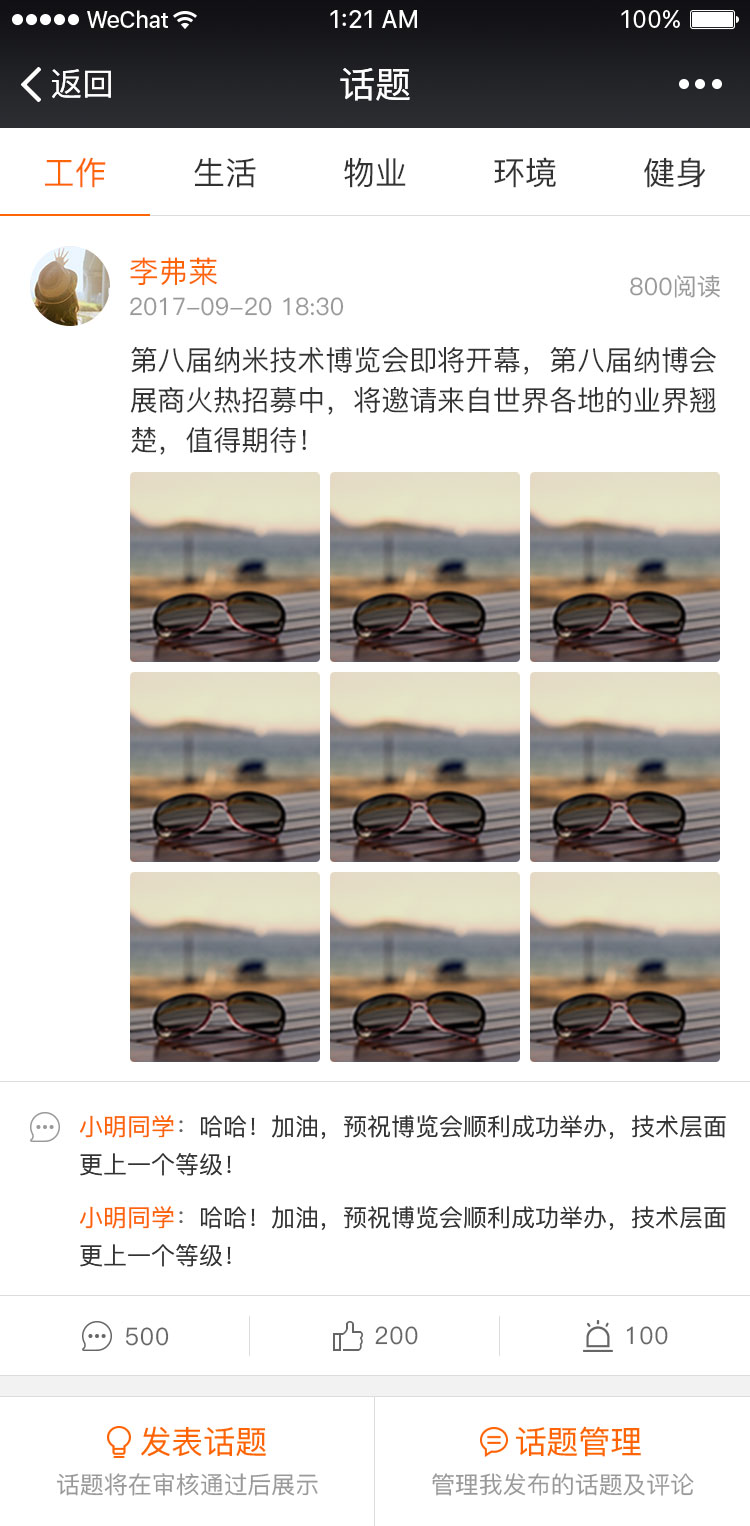 WeChat 1:21 AM 100%
返回 话题
工作 生活 物业 环境 健身
李弗莱
2017-09-20 18:30
800阅读
第八届纳米技术博览会即将开幕，第八届纳博会
展商火热招募中，将邀请来自世界各地的业界翘
楚，值得期待！
小明同学：哈哈！加油，预祝博览会顺利成功举办，技术层面
更上一个等级！
小明同学：哈哈！加油，预祝博览会顺利成功举办，技术层面
更上一个等级！
500 200 100
发表话题 话题管理
话题将在审核通过后展示 管理我发布的话题及评论